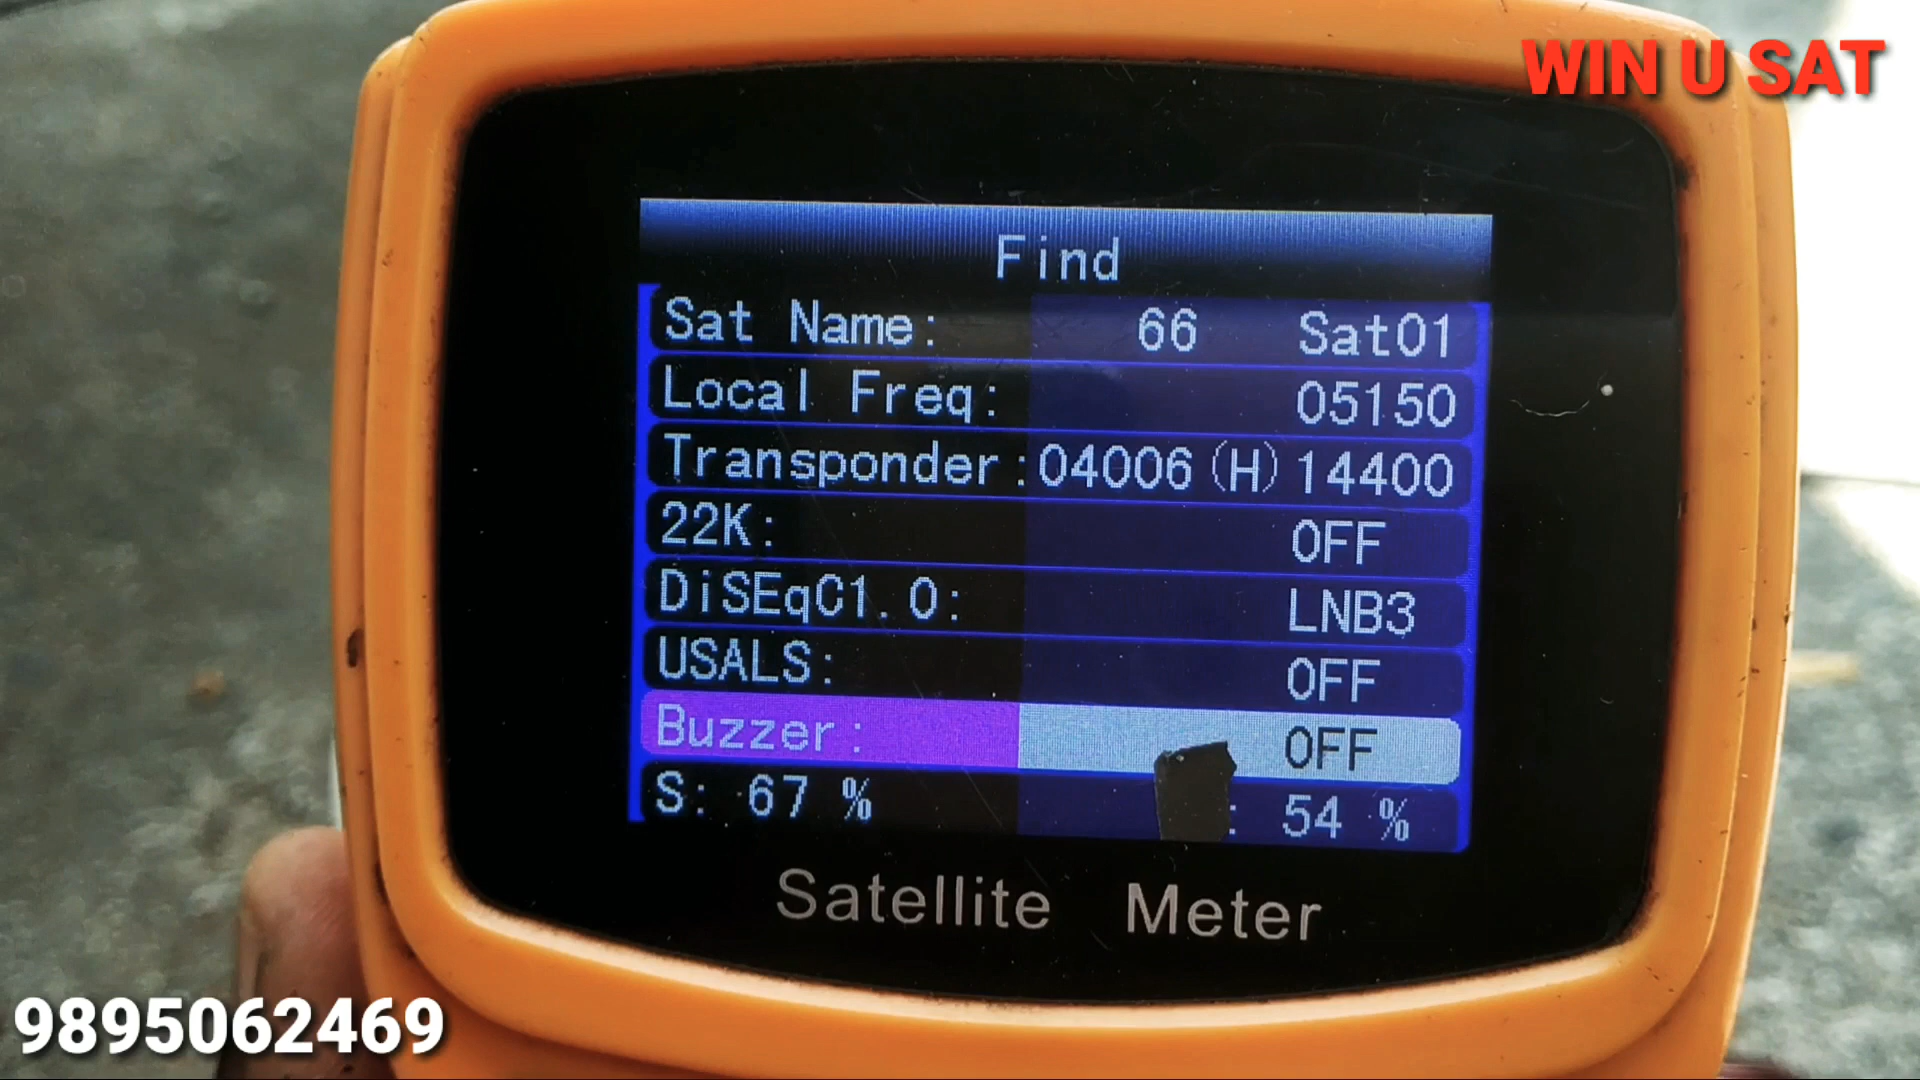 WIN U SAT
Find
Sat Name: 66 Sat01
Local Freq: 05150
Transponder: 04006 (H) 14400
22K: OFF
DiSEqC1.0: LNB3
USALS: OFF
Buzzer: OFF
S: 67 % : 54 %
Satellite Meter
9895062469